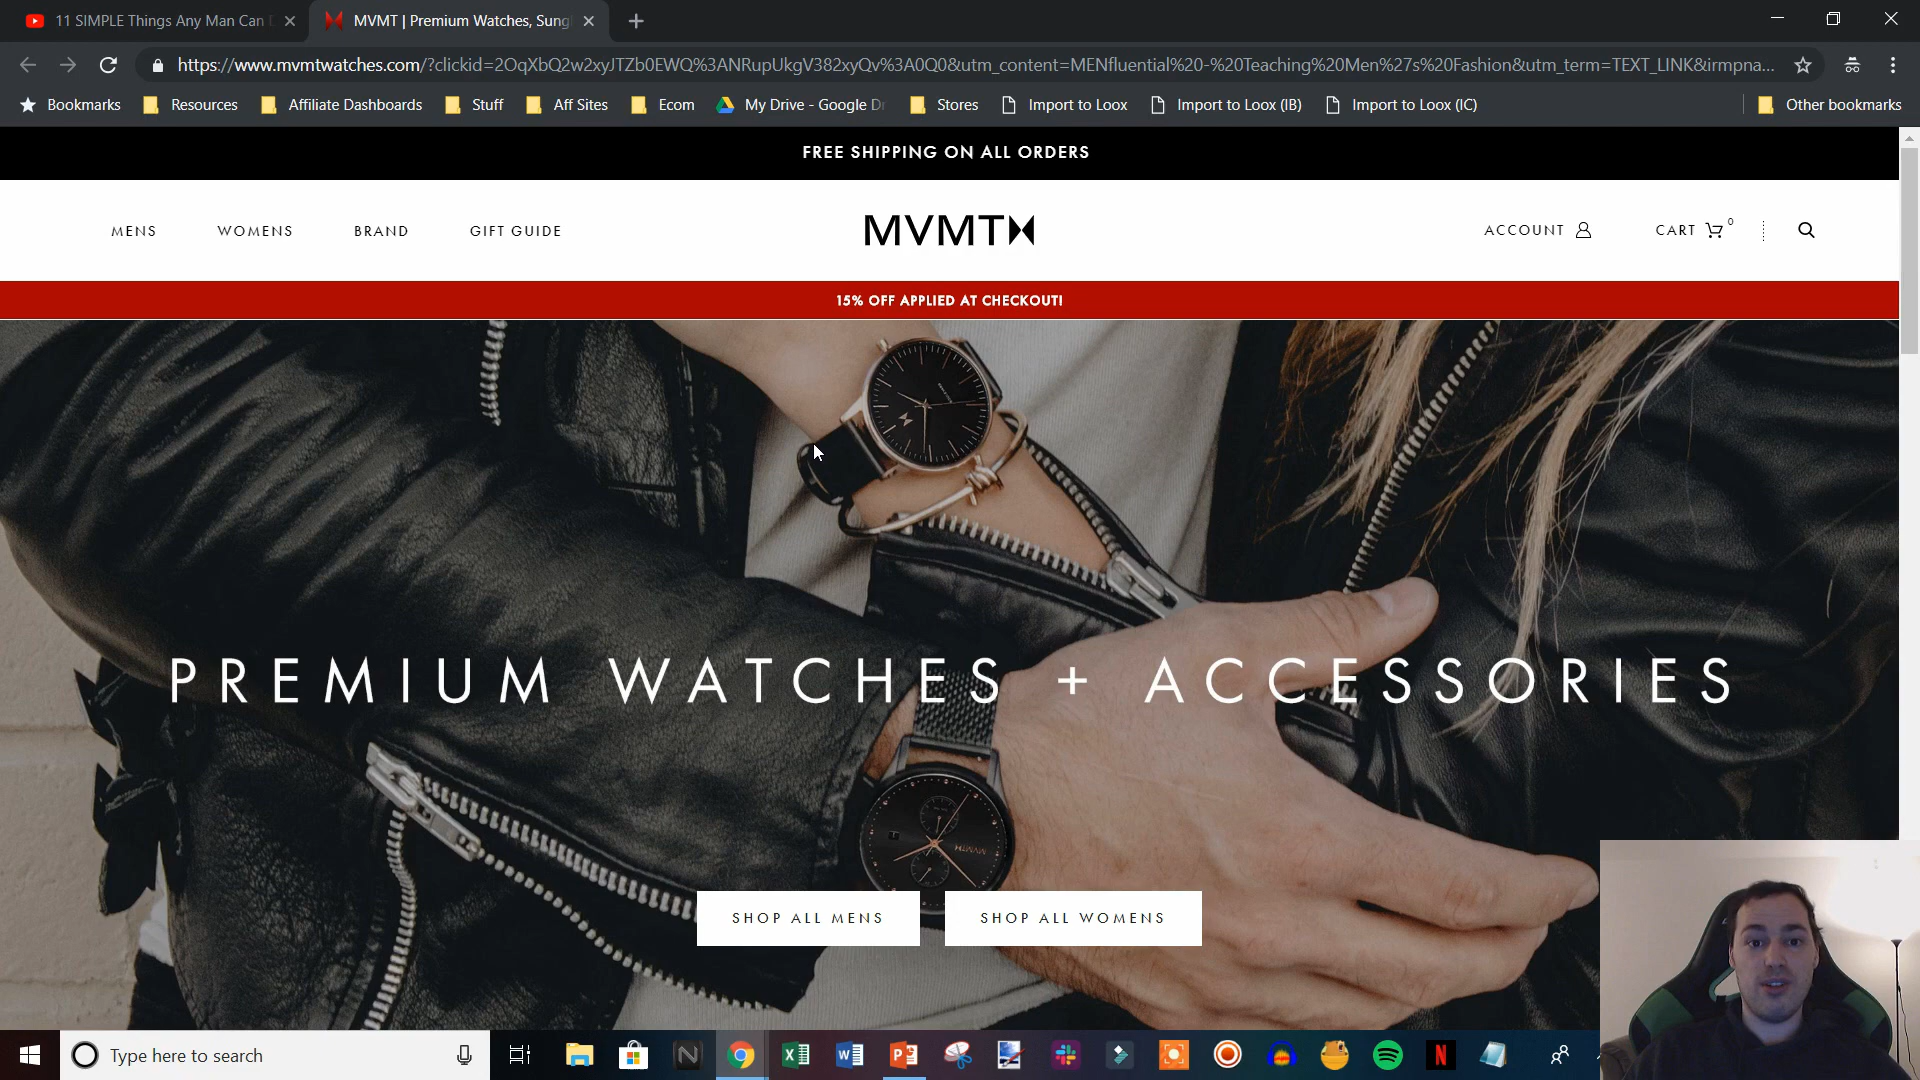 11 SIMPLE Things Any Man Can
MVMT | Premium Watches, Sung
https://www.mvmtwatches.com/?clickid=2OqXbQ2w2xyJTZb0EWQ%3ANRupUkgV382xyQv%3A0Q0&utm_content=MENfluential%20-%20Teaching%20Men%27s%20Fashion&utm_term=TEXT_LINK&irmpna...
Bookmarks
Resources
Affiliate Dashboards
Stuff
Aff Sites
Ecom
My Drive - Google Dr
Stores
Import to Loox
Import to Loox (IB)
Import to Loox (IC)
Other bookmarks
FREE SHIPPING ON ALL ORDERS
MENS
WOMENS
BRAND
GIFT GUIDE
MVMT
ACCOUNT
CART 0
15% OFF APPLIED AT CHECKOUT!
PREMIUM WATCHES + ACCESSORIES
SHOP ALL MENS
SHOP ALL WOMENS
Type here to search